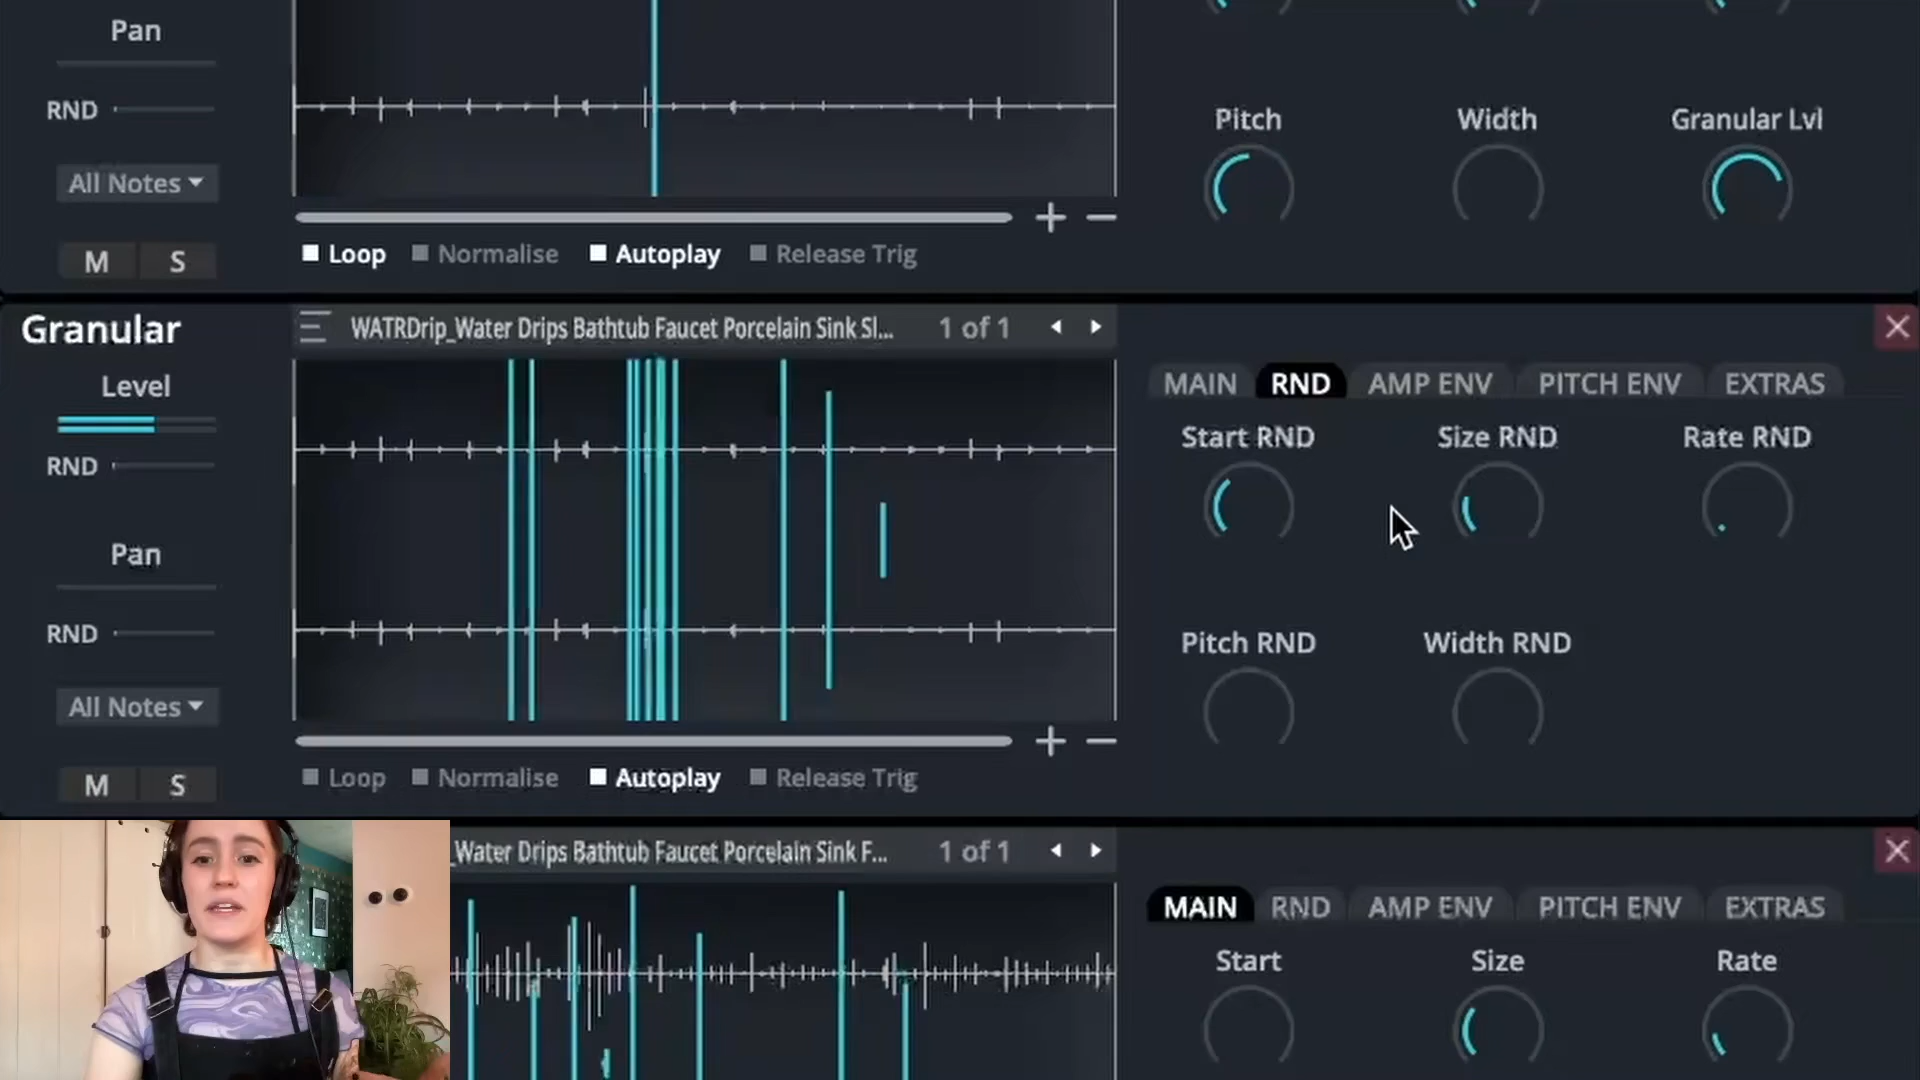 Pan
RND
All Notes
M S
Loop Normalise Autoplay Release Trig
Pitch Width Granular Lvl
Granular
WATRDrip_Water Drips Bathtub Faucet Porcelain Sink Sl... 1 of 1
Level
RND
Pan
RND
All Notes
M S
Loop Normalise Autoplay Release Trig
MAIN RND AMP ENV PITCH ENV EXTRAS
Start RND Size RND Rate RND
Pitch RND Width RND
_Water Drips Bathtub Faucet Porcelain Sink F... 1 of 1
MAIN RND AMP ENV PITCH ENV EXTRAS
Start Size Rate